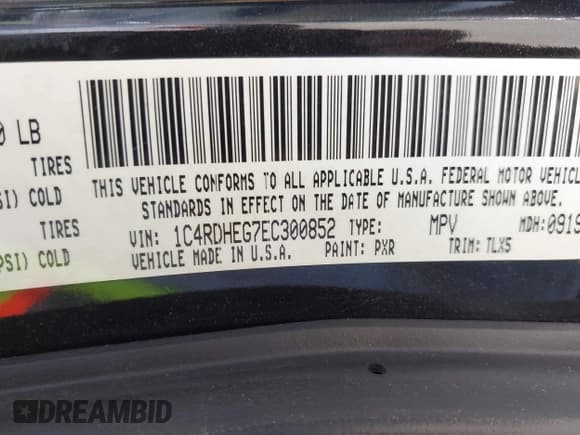 0 LB
TIRES
SI) COLD
TIRES
PSI) COLD
THIS VEHICLE CONFORMS TO ALL APPLICABLE U.S.A. FEDERAL MOTOR VEHICLE
SAFETY STANDARDS IN EFFECT ON THE DATE OF MANUFACTURE SHOWN ABOVE.
VIN: 1C4RDHEG7EC300852 TYPE: MPV MDH: 0919
VEHICLE MADE IN U.S.A. PAINT: PXR TRIM: TLX5
DREAMBID